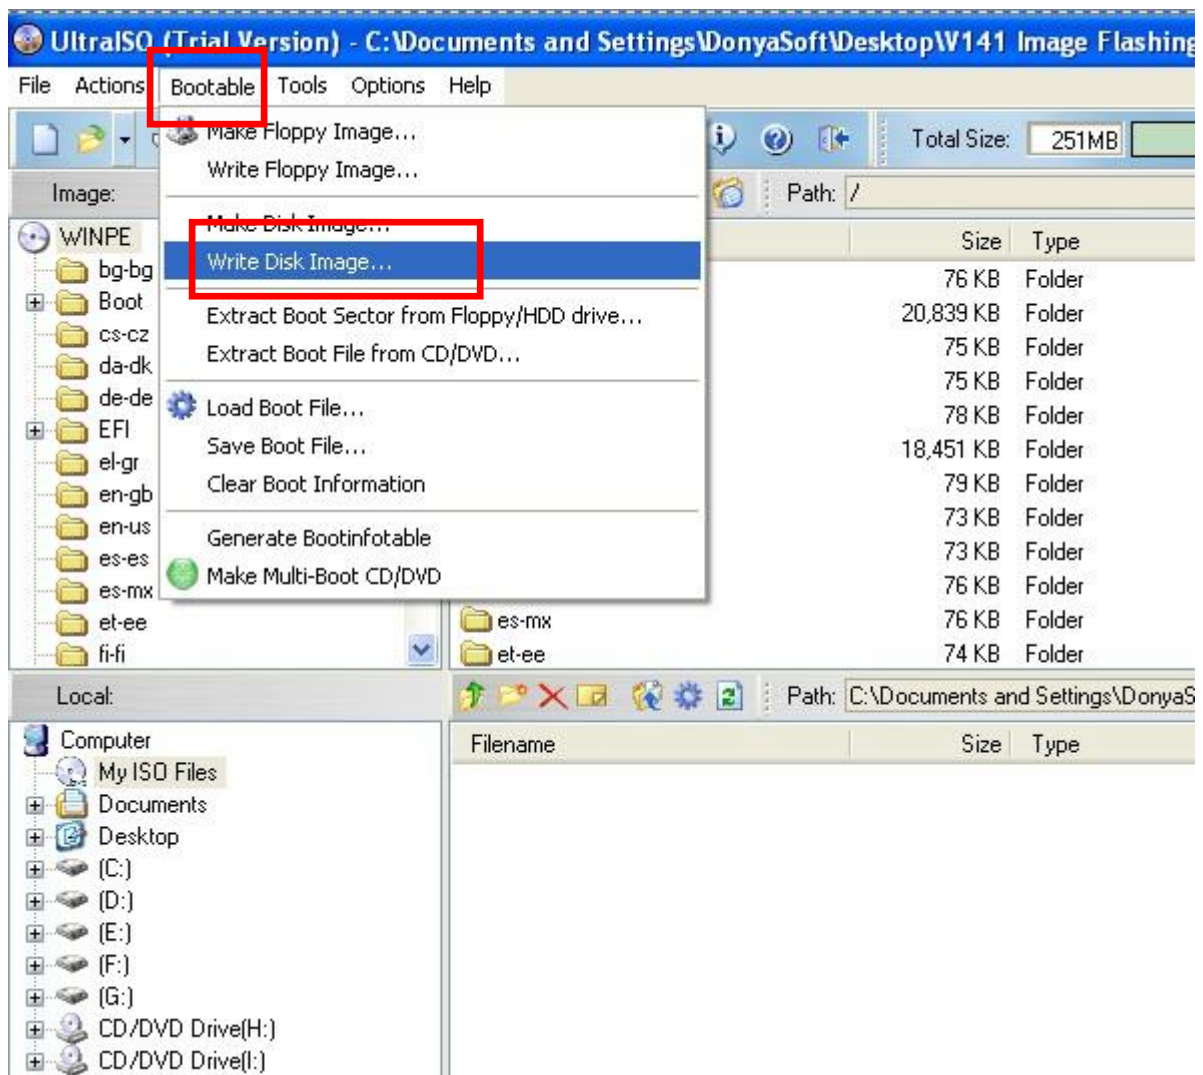 UltraISO (Trial Version) - C:\Documents and Settings\DonyaSoft\Desktop\V141 Image Flashing
File Actions Bootable Tools Options Help
Total Size: 251MB
Image:
Path: /
WINPE
bg-bg
Boot
cs-cz
da-dk
de-de
EFI
el-gr
en-gb
en-us
es-es
es-mx
et-ee
fi-fi
Make Floppy Image...
Write Floppy Image...
Make Disk Image...
Write Disk Image...
Extract Boot Sector from Floppy/HDD drive...
Extract Boot File from CD/DVD...
Load Boot File...
Save Boot File...
Clear Boot Information
Generate Bootinfotable
Make Multi-Boot CD/DVD
Size Type
76 KB Folder
20,839 KB Folder
75 KB Folder
75 KB Folder
78 KB Folder
18,451 KB Folder
79 KB Folder
73 KB Folder
73 KB Folder
76 KB Folder
es-mx 76 KB Folder
et-ee 74 KB Folder
Local:
Path: C:\Documents and Settings\DonyaS
Computer
My ISO Files
Documents
Desktop
(C:)
(D:)
(E:)
(F:)
(G:)
CD/DVD Drive(H:)
CD/DVD Drive(I:)
Filename Size Type